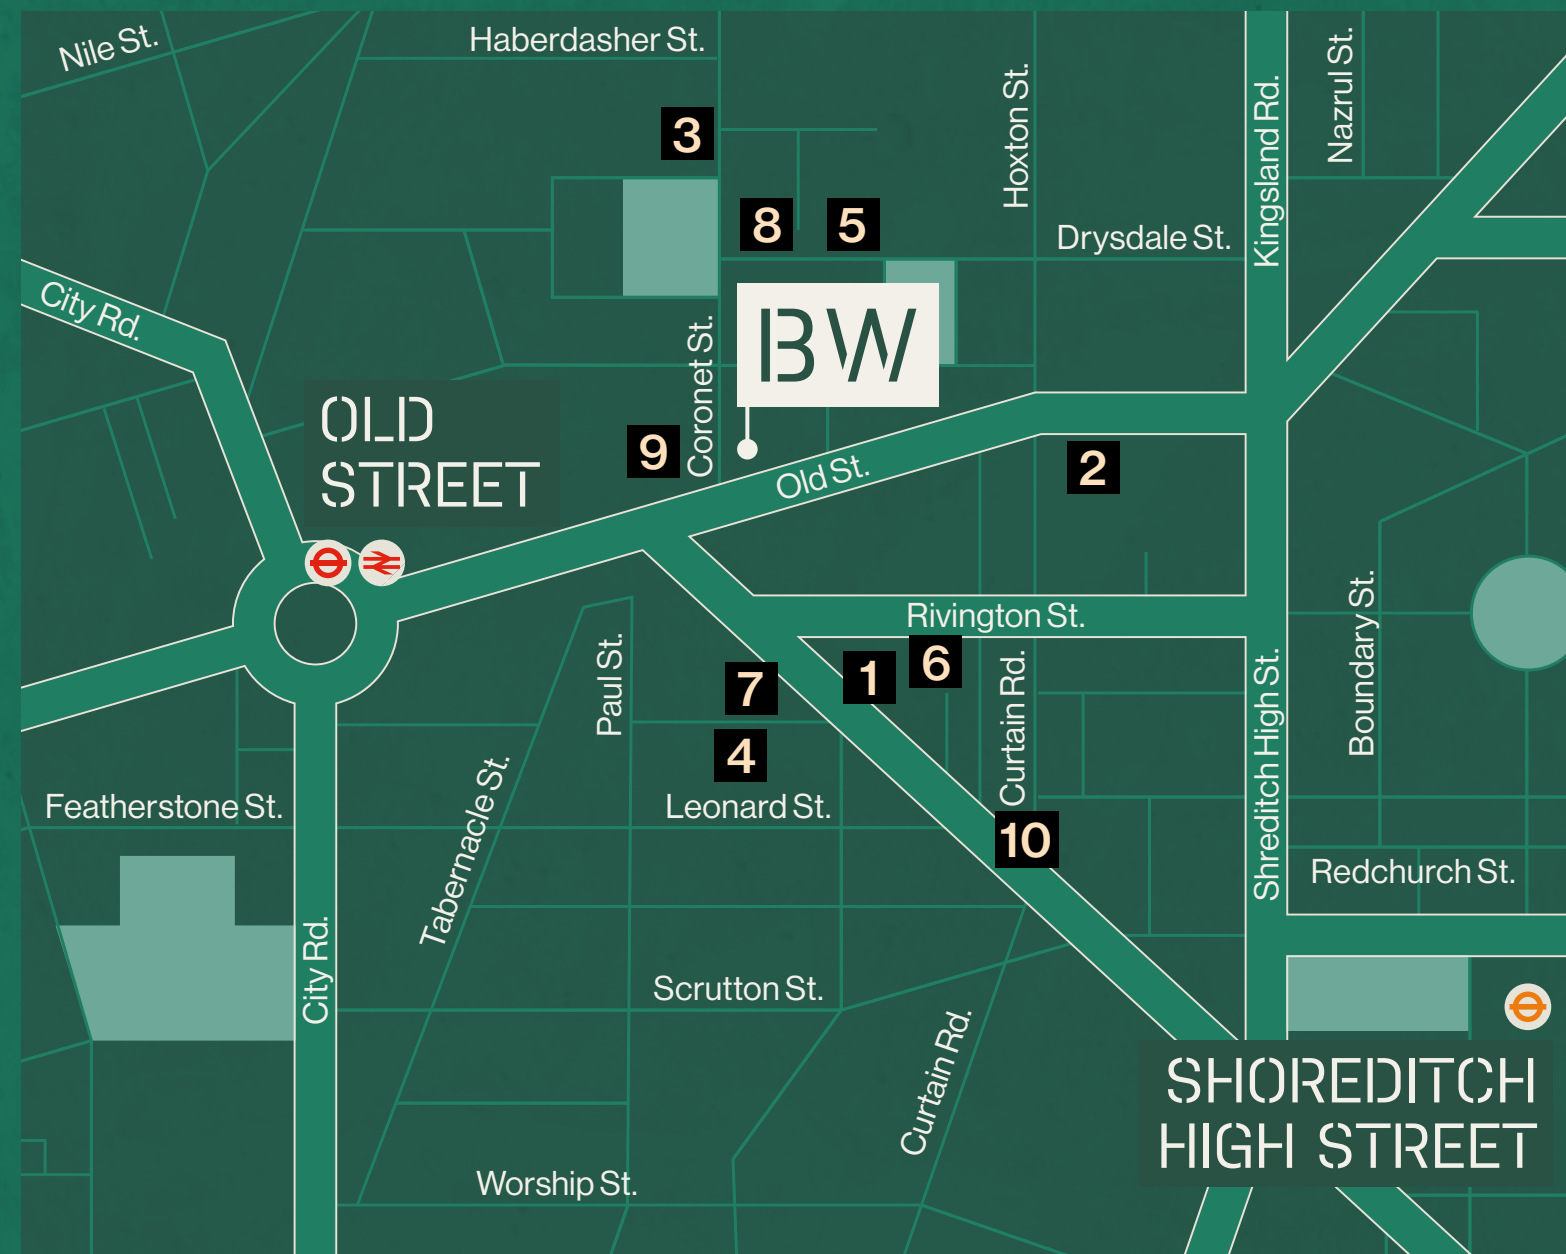 Nile St.
Haberdasher St.
Hoxton St.
Kingsland Rd.
Nazrul St.
3
8
5
Drysdale St.
City Rd.
BW
Coronet St.
OLD
STREET
9
Old St.
2
Rivington St.
Paul St.
7
1
6
Curtain Rd.
Shreditch High St.
Boundary St.
4
Featherstone St.
Tabernacle St.
Leonard St.
10
Redchurch St.
City Rd.
Scrutton St.
Curtain Rd.
SHOREDITCH
HIGH STREET
Worship St.